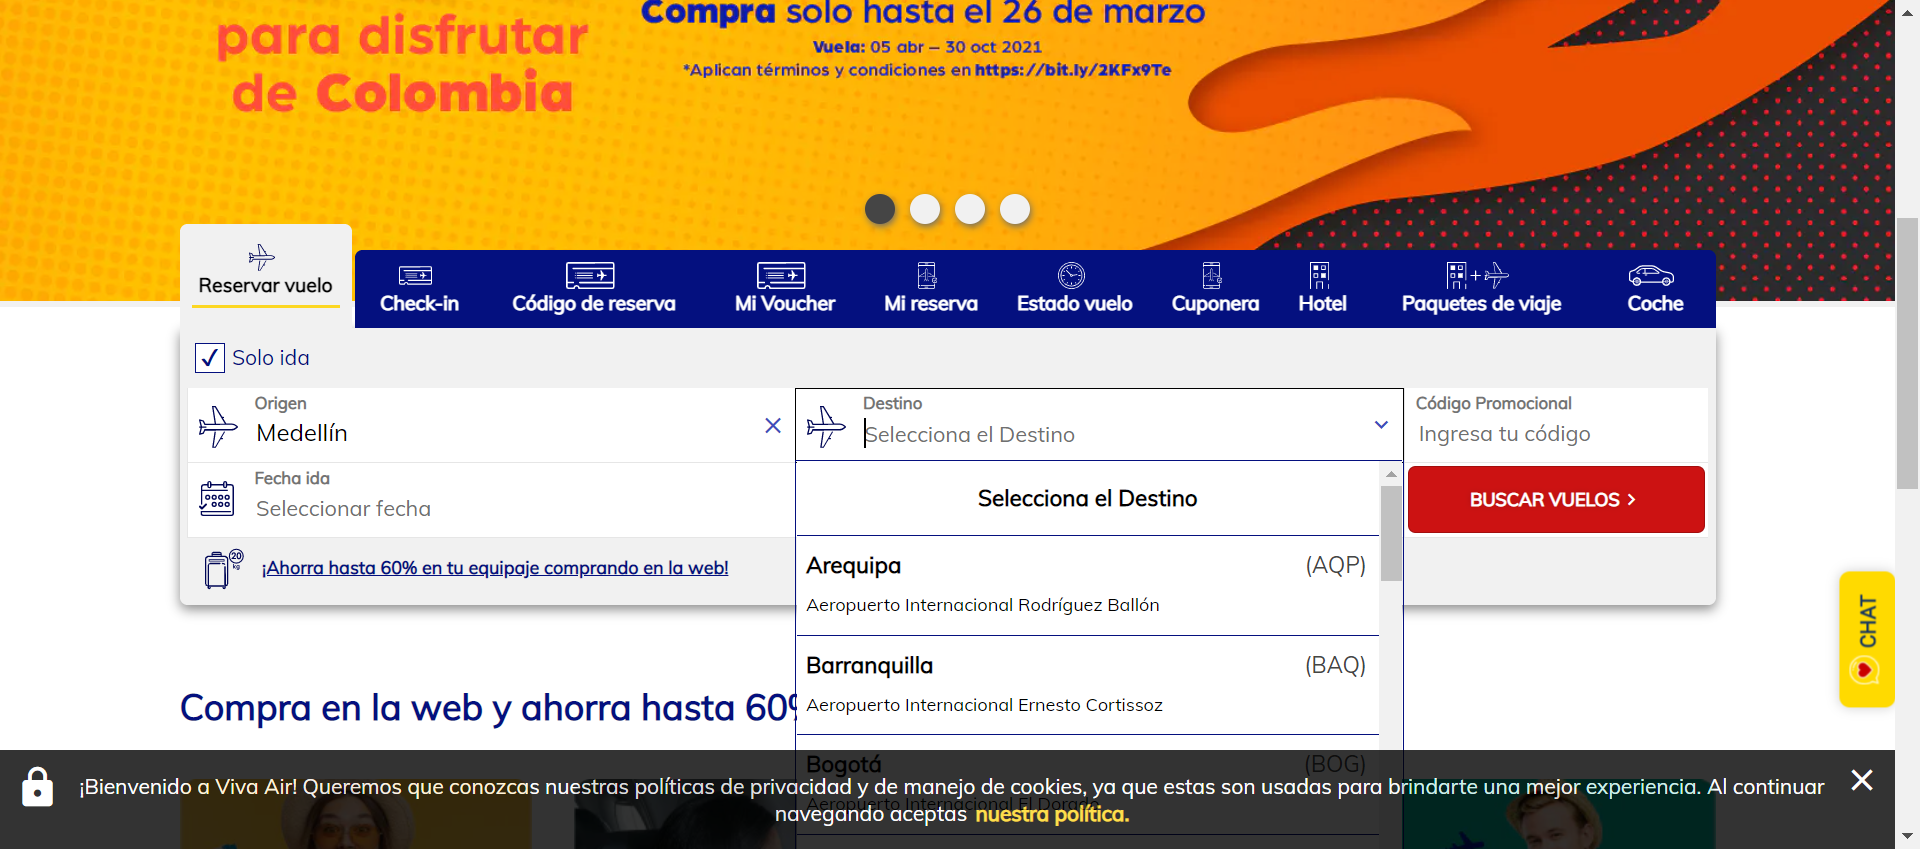 para disfrutar
de Colombia
Compra solo hasta el 26 de marzo
Vuela: 05 abr – 30 oct 2021
*Aplican términos y condiciones en https://bit.ly/2KFx9Te
Reservar vuelo
Check-in
Código de reserva
Mi Voucher
Mi reserva
Estado vuelo
Cuponera
Hotel
Paquetes de viaje
Coche
Solo ida
Origen
Medellín
Destino
Selecciona el Destino
Código Promocional
Ingresa tu código
Fecha ida
Seleccionar fecha
BUSCAR VUELOS
20 kg
¡Ahorra hasta 60% en tu equipaje comprando en la web!
Selecciona el Destino
Arequipa (AQP)
Aeropuerto Internacional Rodríguez Ballón
Barranquilla (BAQ)
Aeropuerto Internacional Ernesto Cortissoz
Bogotá (BOG)
Aeropuerto Internacional El Dorado
Compra en la web y ahorra hasta 60%
CHAT
¡Bienvenido a Viva Air! Queremos que conozcas nuestras políticas de privacidad y de manejo de cookies, ya que estas son usadas para brindarte una mejor experiencia. Al continuar
navegando aceptas nuestra política.